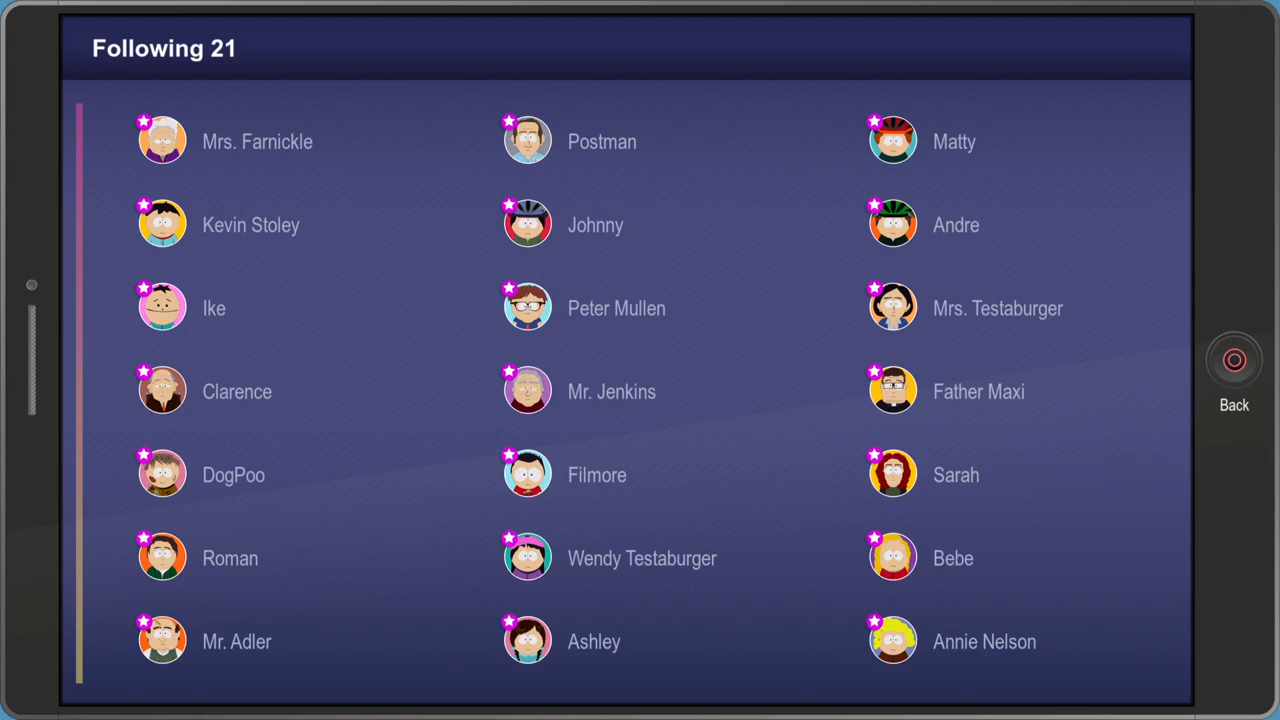 Following 21
Mrs. Farnickle
Postman
Matty
Kevin Stoley
Johnny
Andre
Ike
Peter Mullen
Mrs. Testaburger
Clarence
Mr. Jenkins
Father Maxi
Back
DogPoo
Filmore
Sarah
Roman
Wendy Testaburger
Bebe
Mr. Adler
Ashley
Annie Nelson